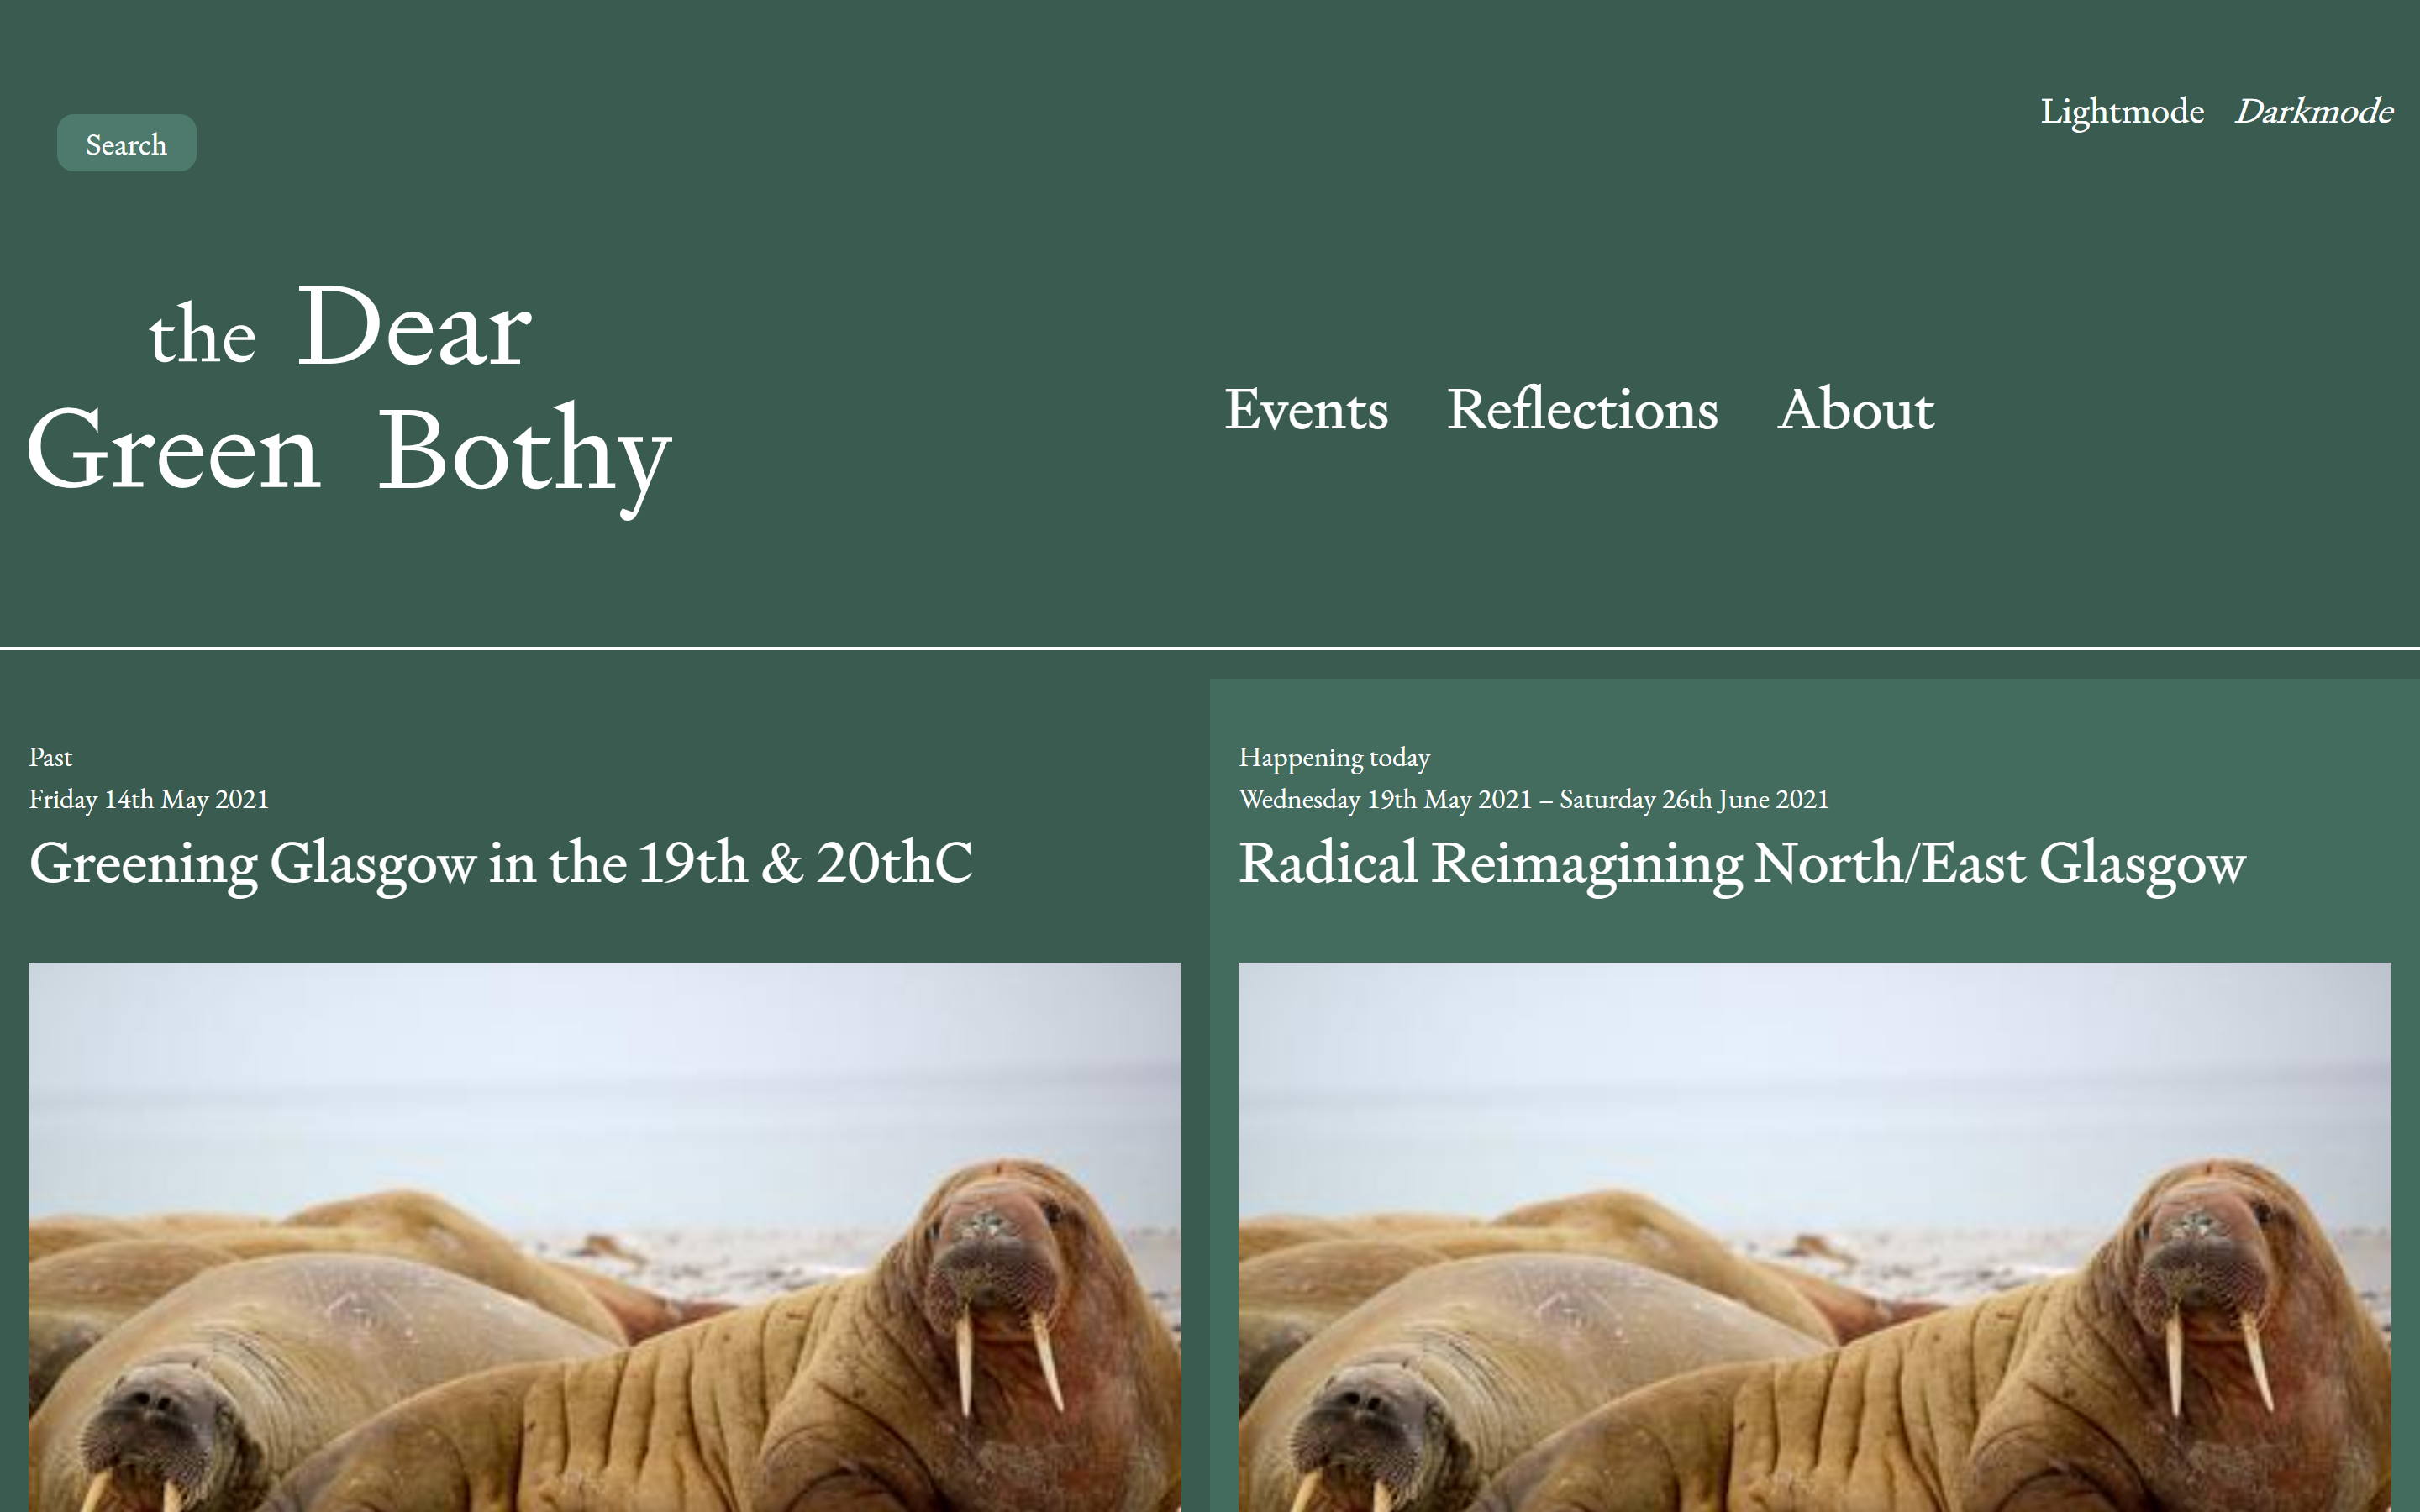 Search
Lightmode Darkmode
the Dear
Green Bothy
Events Reflections About
Past
Friday 14th May 2021
Greening Glasgow in the 19th & 20thC
Happening today
Wednesday 19th May 2021 – Saturday 26th June 2021
Radical Reimagining North/East Glasgow